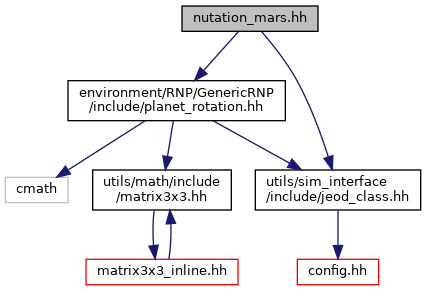 nutation_mars.hh
environment/RNP/GenericRNP
/include/planet_rotation.hh
cmath
utils/math/include
/matrix3x3.hh
utils/sim_interface
/include/jeod_class.hh
matrix3x3_inline.hh
config.hh